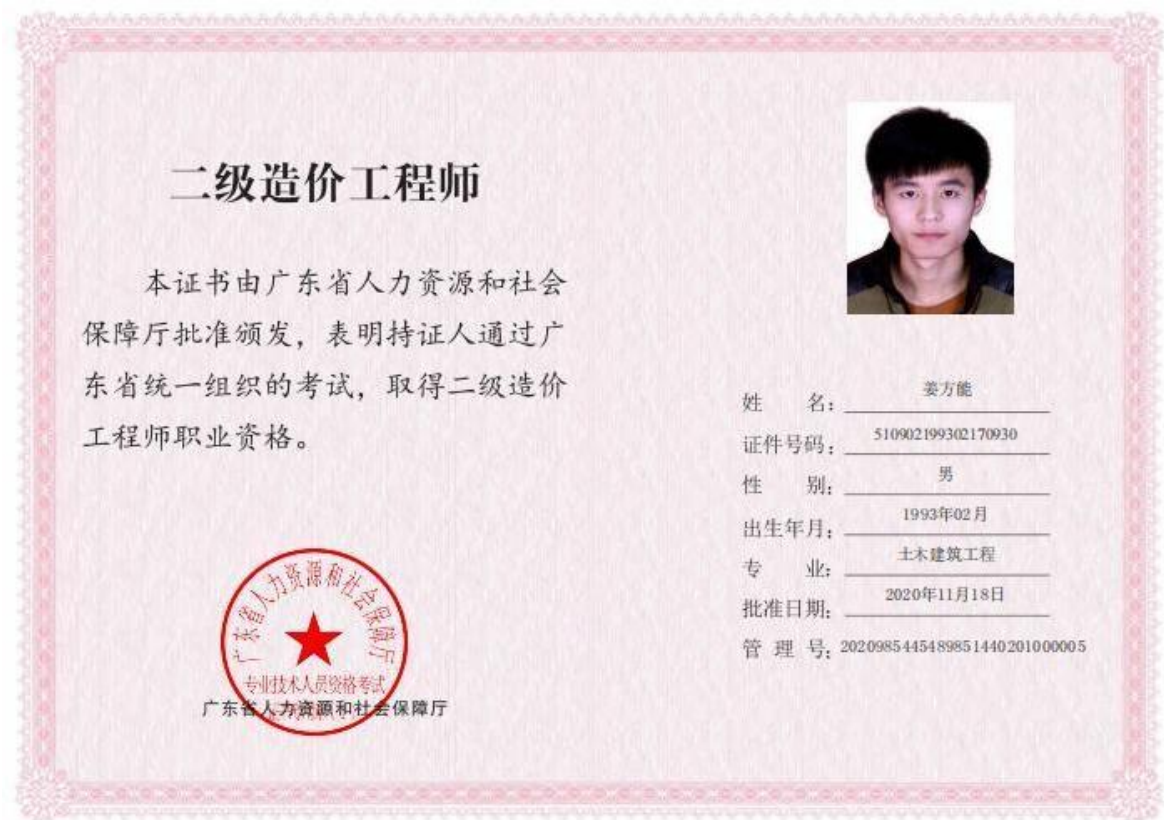 二级造价工程师
本证书由广东省人力资源和社会
保障厅批准颁发，表明持证人通过广
东省统一组织的考试，取得二级造价
工程师职业资格。
广东省人力资源和社会保障厅
专业技术人员资格考试
广东省人力资源和社会保障厅
姓名：姜方能
证件号码：510902199302170930
性别：男
出生年月：1993年02月
专业：土木建筑工程
批准日期：2020年11月18日
管理号：20209854454898514402010000005